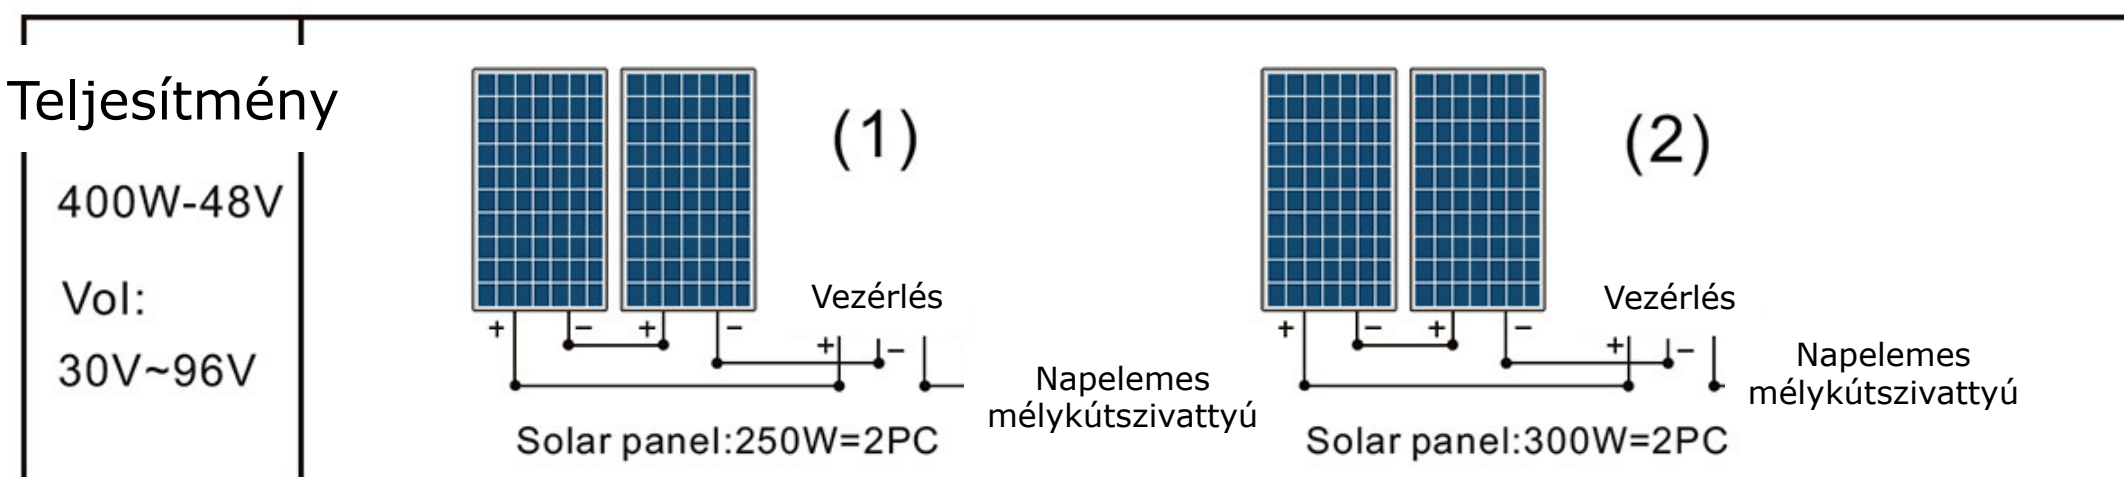 Teljesítmény
400W-48V
Vol:
30V~96V
(1)
Vezérlés
+ − + −
+ −
Napelemes
mélykútszivattyú
Solar panel:250W=2PC
(2)
Vezérlés
+ − + −
+ −
Napelemes
mélykútszivattyú
Solar panel:300W=2PC